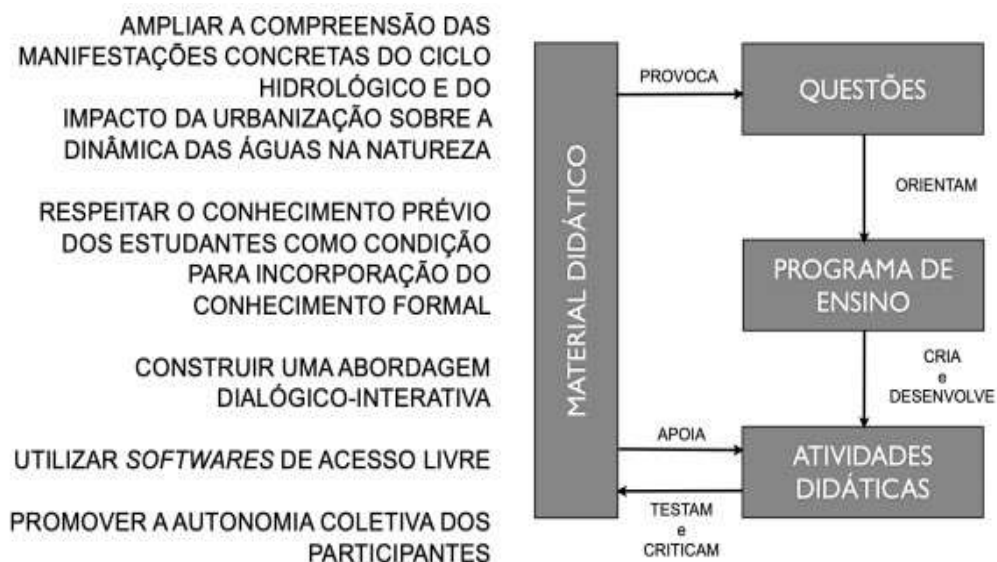 AMPLIAR A COMPREENSÃO DAS
MANIFESTAÇÕES CONCRETAS DO CICLO
HIDROLÓGICO E DO
IMPACTO DA URBANIZAÇÃO SOBRE A
DINÂMICA DAS ÁGUAS NA NATUREZA
RESPEITAR O CONHECIMENTO PRÉVIO
DOS ESTUDANTES COMO CONDIÇÃO
PARA INCORPORAÇÃO DO
CONHECIMENTO FORMAL
CONSTRUIR UMA ABORDAGEM
DIALÓGICO-INTERATIVA
UTILIZAR SOFTWARES DE ACESSO LIVRE
PROMOVER A AUTONOMIA COLETIVA DOS
PARTICIPANTES
MATERIAL DIDÁTICO
PROVOCA
QUESTÕES
ORIENTAM
PROGRAMA DE
ENSINO
CRIA
e
DESENVOLVE
APOIA
ATIVIDADES
DIDÁTICAS
TESTAM
e
CRITICAM